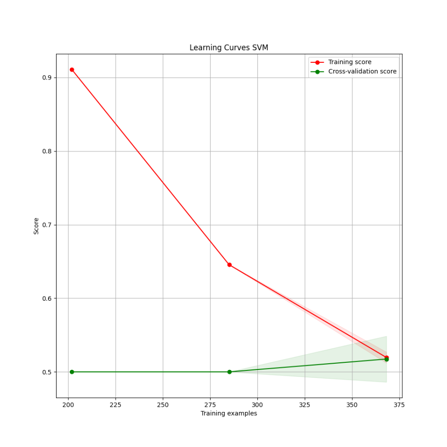 Learning Curves SVM
Training score
Cross-validation score
0.9
0.8
0.7
0.6
0.5
Score
200
225
250
275
300
325
350
375
Training examples